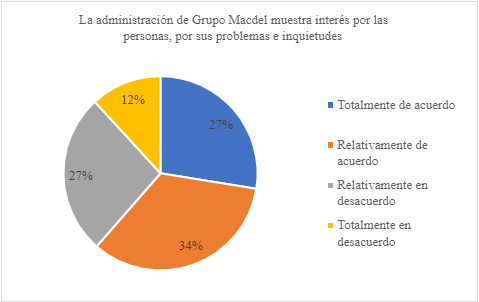 La administración de Grupo Macdel muestra interés por las
personas, por sus problemas e inquietudes
12%
27%
27%
34%
Totalmente de acuerdo
Relativamente de
acuerdo
Relativamente en
desacuerdo
Totalmente en
desacuerdo